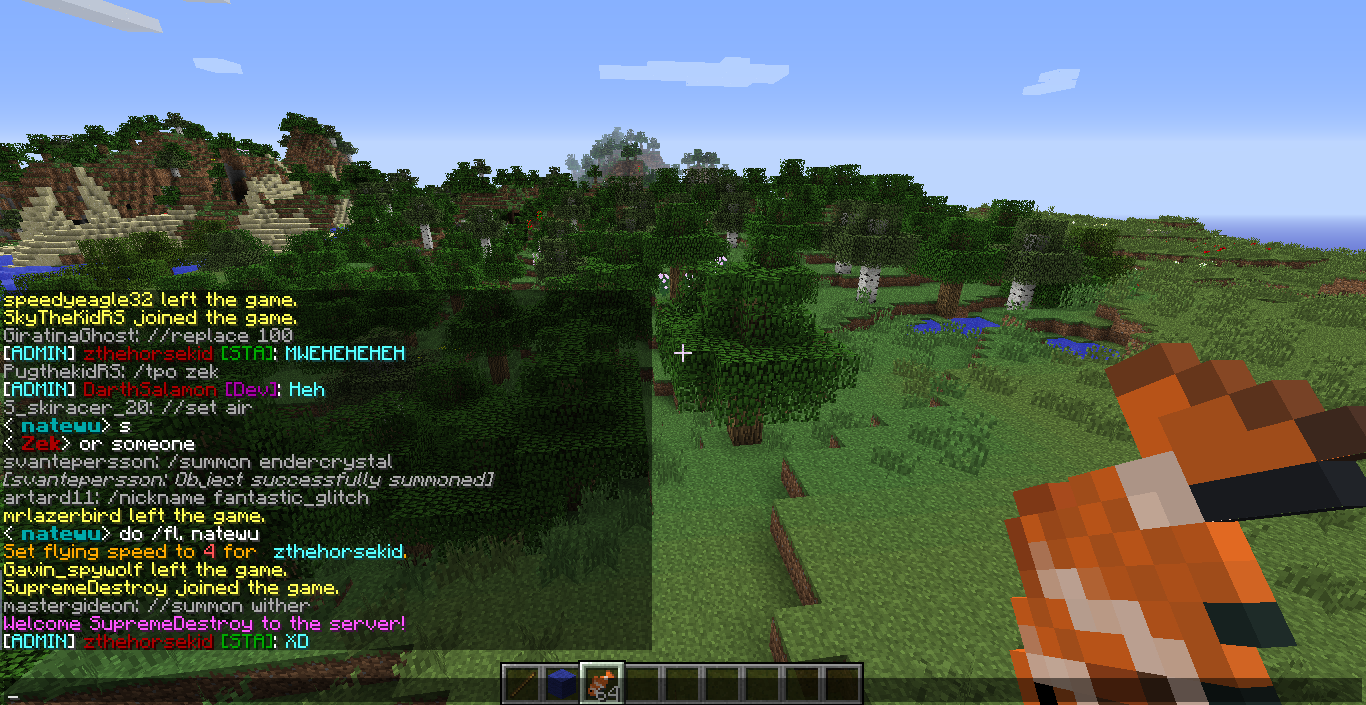 speedyeagle32 left the game.
SkyTheKidRS joined the game.
GiratinaGhost: //replace 100
[ADMIN] zthehorsekid [STA]: MWEHEHEHEH
PugthekidRS: /tpo zek
[ADMIN] DarthSalamon [Dev]: Heh
S_skiracer_20: //set air
< natewu> s
< Zek> or someone
svantepersson: /summon endercrystal
[svantepersson: Object successfully summoned]
artard11: /nickname fantastic_glitch
mrlazerbird left the game.
< natewu> do /fl. natewu
Set flying speed to 4 for zthehorsekid.
Gavin_spywolf left the game.
SupremeDestroy joined the game.
mastergideon: //summon wither
Welcome SupremeDestroy to the server!
[ADMIN] zthehorsekid [STA]: XD
64
_